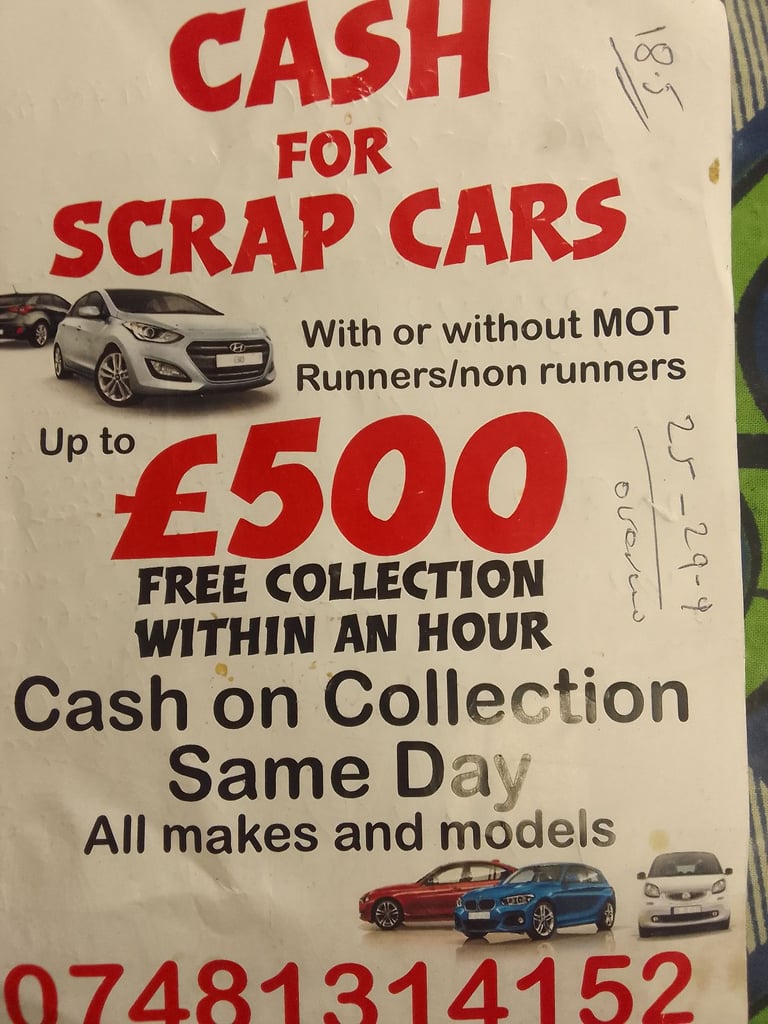 CASH
FOR
SCRAP CARS
With or without MOT
Runners/non runners
Up to £500
FREE COLLECTION
WITHIN AN HOUR
Cash on Collection
Same Day
All makes and models
07481314152
18.5
25-29-9